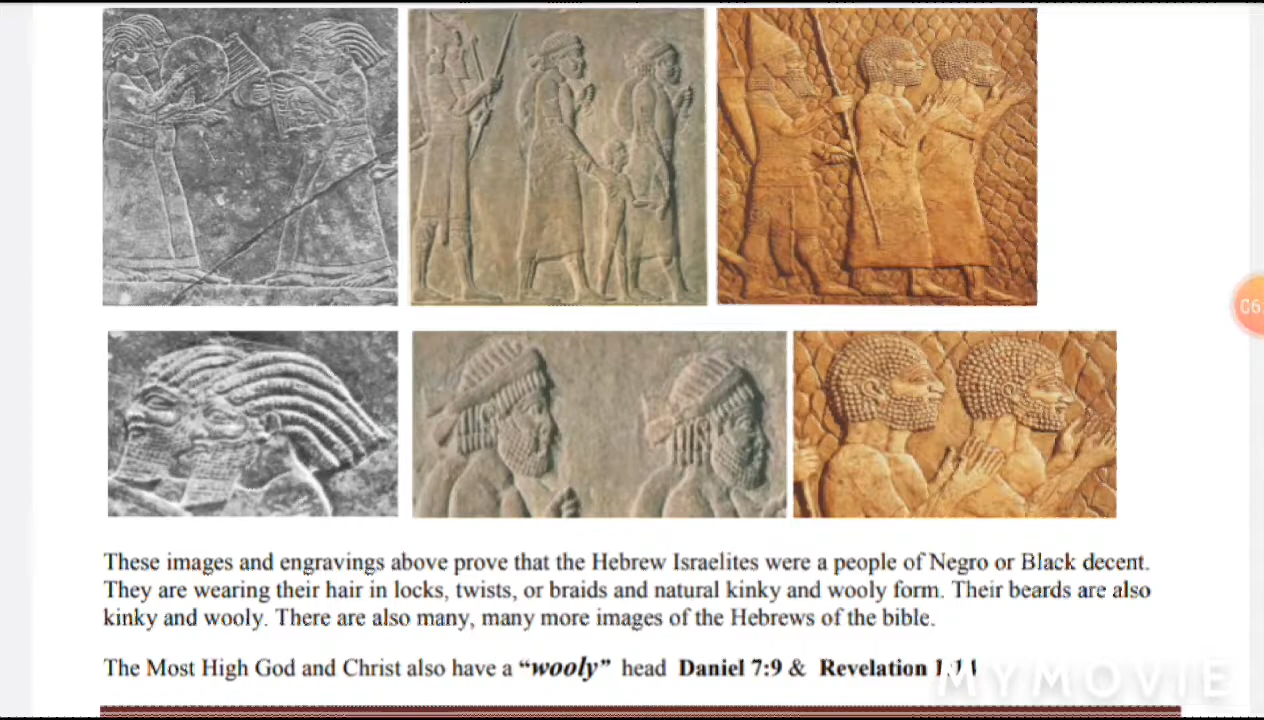 These images and engravings above prove that the Hebrew Israelites were a people of Negro or Black decent.
They are wearing their hair in locks, twists, or braids and natural kinky and wooly form. Their beards are also
kinky and wooly. There are also many, many more images of the Hebrews of the bible.
The Most High God and Christ also have a “wooly” head Daniel 7:9 & Revelation
MYMOVIE